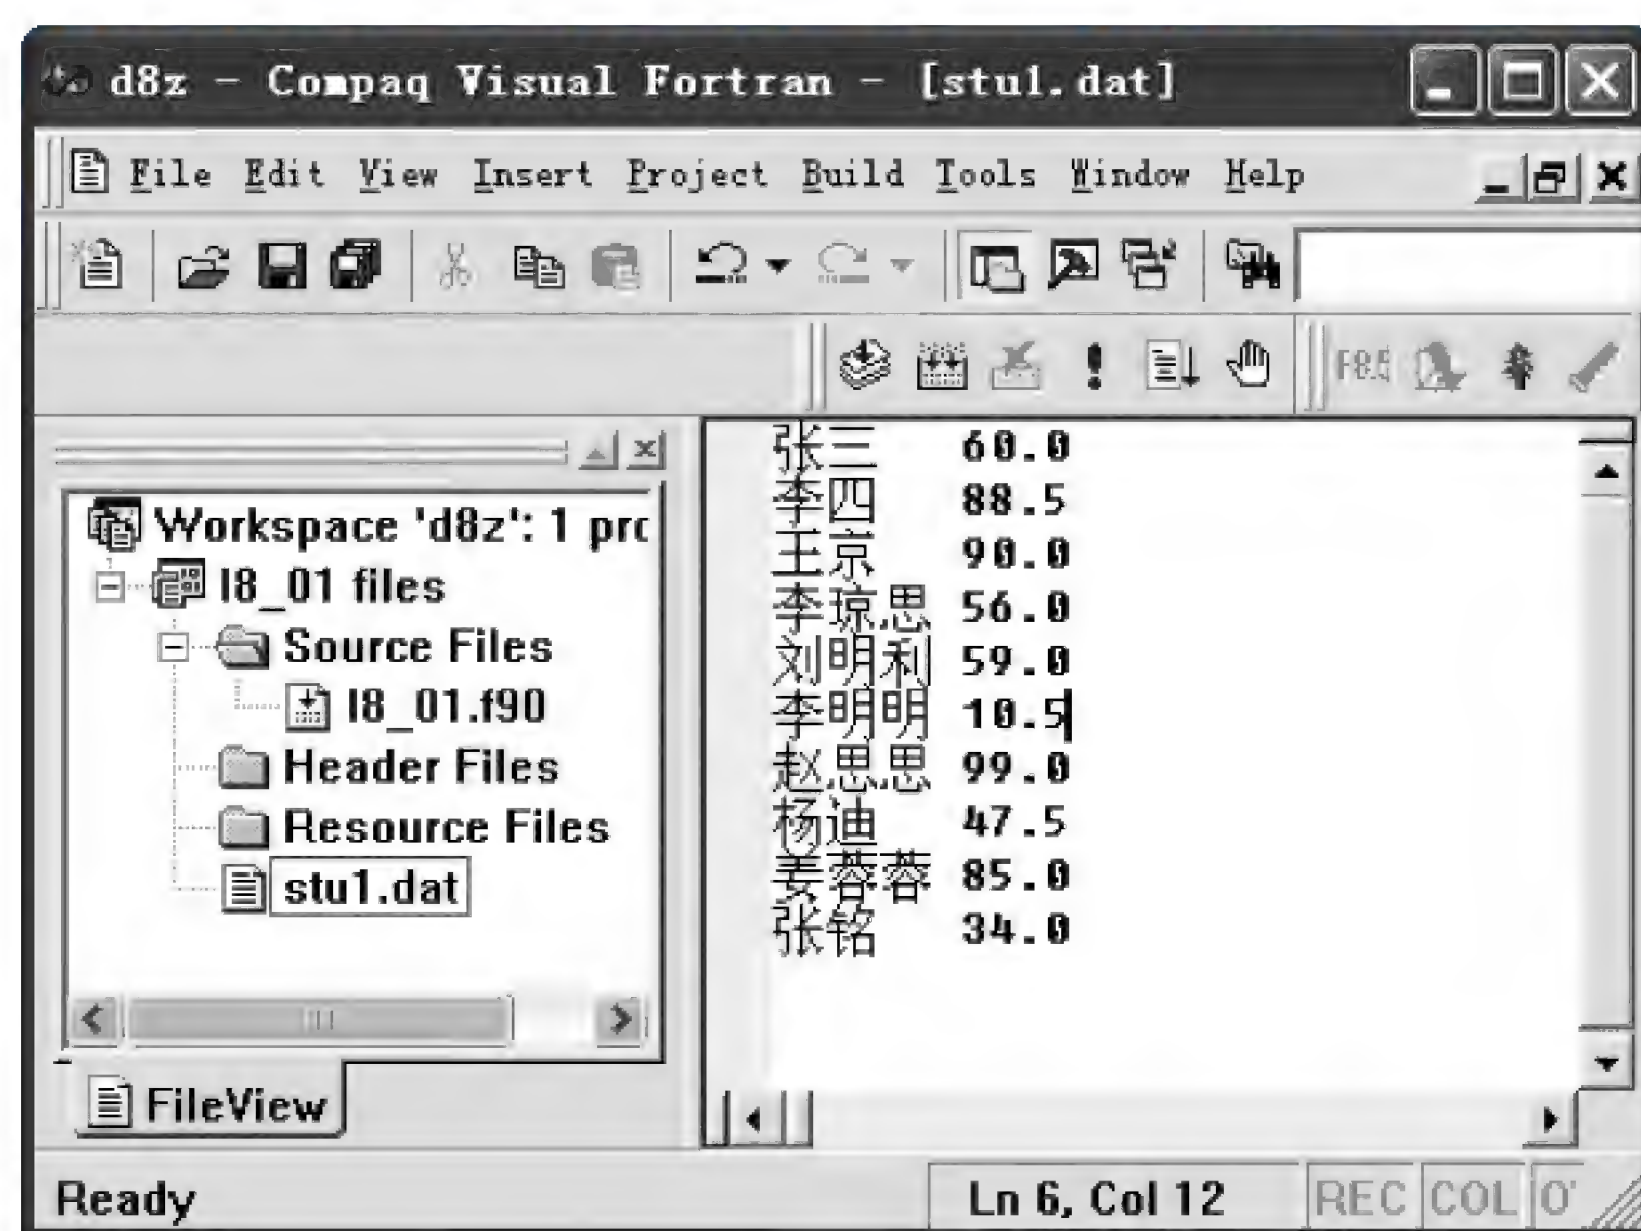 d8z - Compaq Visual Fortran - [stu1.dat]
File Edit View Insert Project Build Tools Window Help
F8.5
Workspace 'd8z': 1 prc
l8_01 files
Source Files
l8_01.f90
Header Files
Resource Files
stu1.dat
FileView
张三 60.0
李四 88.5
王京 90.0
李琼思 56.0
刘明利 59.0
李明明 10.5
赵思思 99.0
杨迪 47.5
姜蓉蓉 85.0
张铭 34.0
Ready Ln 6, Col 12 REC COL